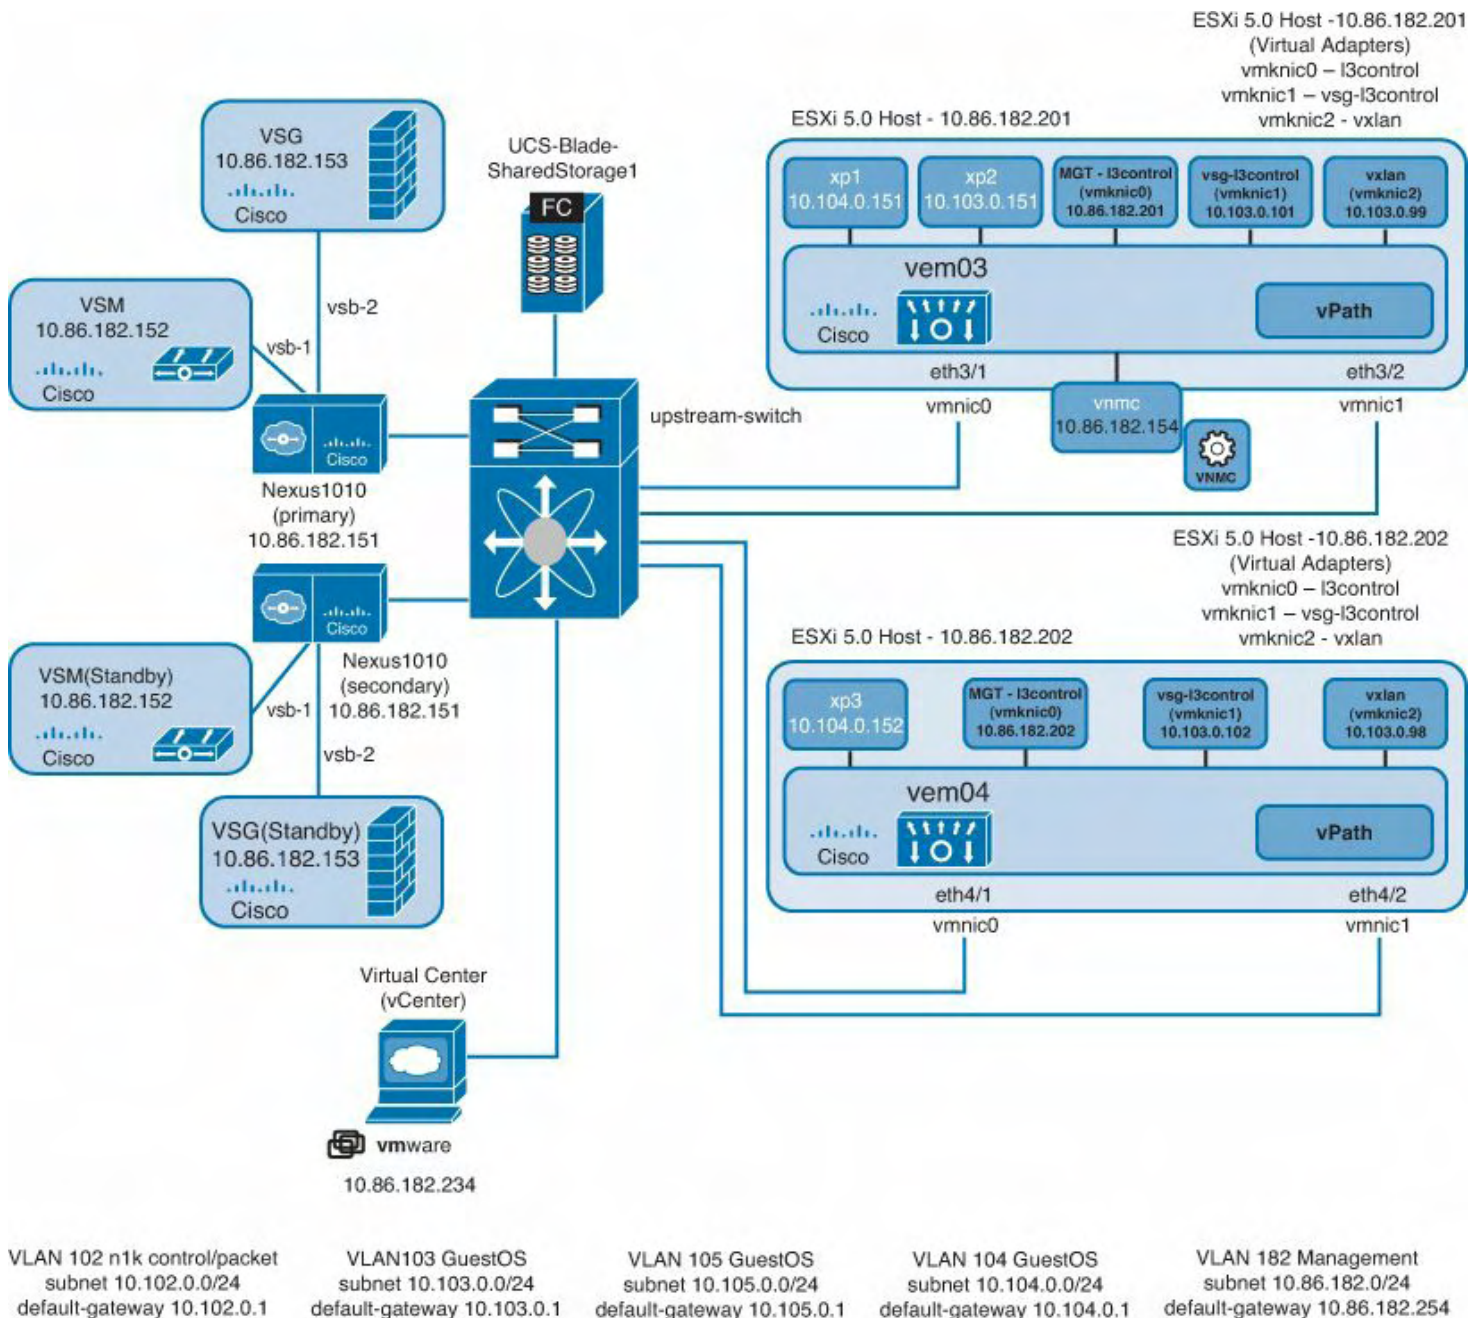 ESXi 5.0 Host -10.86.182.201
(Virtual Adapters)
vmknic0 – l3control
vmknic1 – vsg-l3control
vmknic2 - vxlan
ESXi 5.0 Host - 10.86.182.201
VSG
10.86.182.153
Cisco
UCS-Blade-
SharedStorage1
FC
xp1
10.104.0.151
xp2
10.103.0.151
MGT - l3control
(vmknic0)
10.86.182.201
vsg-l3control
(vmknic1)
10.103.0.101
vxlan
(vmknic2)
10.103.0.99
vem03
Cisco
vPath
eth3/1
eth3/2
vmnic0
vmnic1
vnmc
10.86.182.154
VNMC
VSM
10.86.182.152
Cisco
vsb-1
vsb-2
Cisco
Nexus1010
(primary)
10.86.182.151
upstream-switch
Cisco
Nexus1010
(secondary)
10.86.182.151
VSM(Standby)
10.86.182.152
Cisco
vsb-1
vsb-2
VSG(Standby)
10.86.182.153
Cisco
ESXi 5.0 Host -10.86.182.202
(Virtual Adapters)
vmknic0 – l3control
vmknic1 – vsg-l3control
vmknic2 - vxlan
ESXi 5.0 Host - 10.86.182.202
xp3
10.104.0.152
MGT - l3control
(vmknic0)
10.86.182.202
vsg-l3control
(vmknic1)
10.103.0.102
vxlan
(vmknic2)
10.103.0.98
vem04
Cisco
vPath
eth4/1
eth4/2
vmnic0
vmnic1
Virtual Center
(vCenter)
vmware
10.86.182.234
VLAN 102 n1k control/packet
subnet 10.102.0.0/24
default-gateway 10.102.0.1
VLAN103 GuestOS
subnet 10.103.0.0/24
default-gateway 10.103.0.1
VLAN 105 GuestOS
subnet 10.105.0.0/24
default-gateway 10.105.0.1
VLAN 104 GuestOS
subnet 10.104.0.0/24
default-gateway 10.104.0.1
VLAN 182 Management
subnet 10.86.182.0/24
default-gateway 10.86.182.254